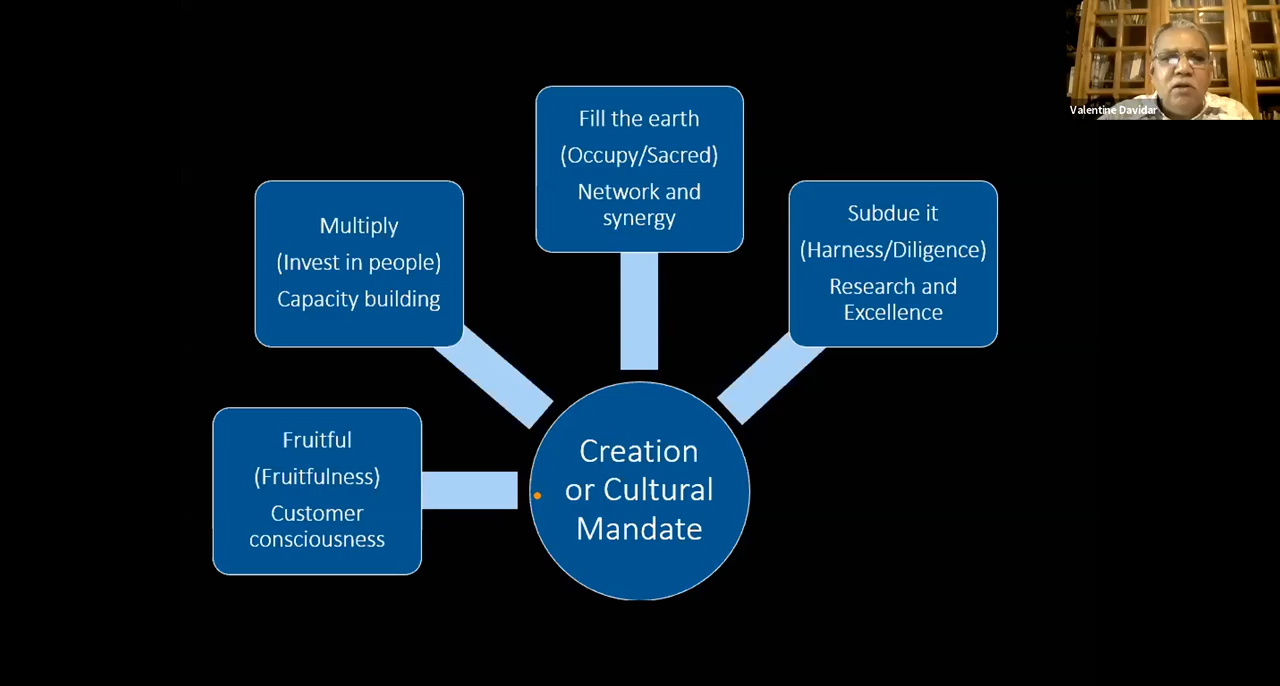 Valentine Davidar
Fill the earth
(Occupy/Sacred)
Network and
synergy
Multiply
(Invest in people)
Capacity building
Subdue it
(Harness/Diligence)
Research and
Excellence
Fruitful
(Fruitfulness)
Customer
consciousness
Creation
or Cultural
Mandate